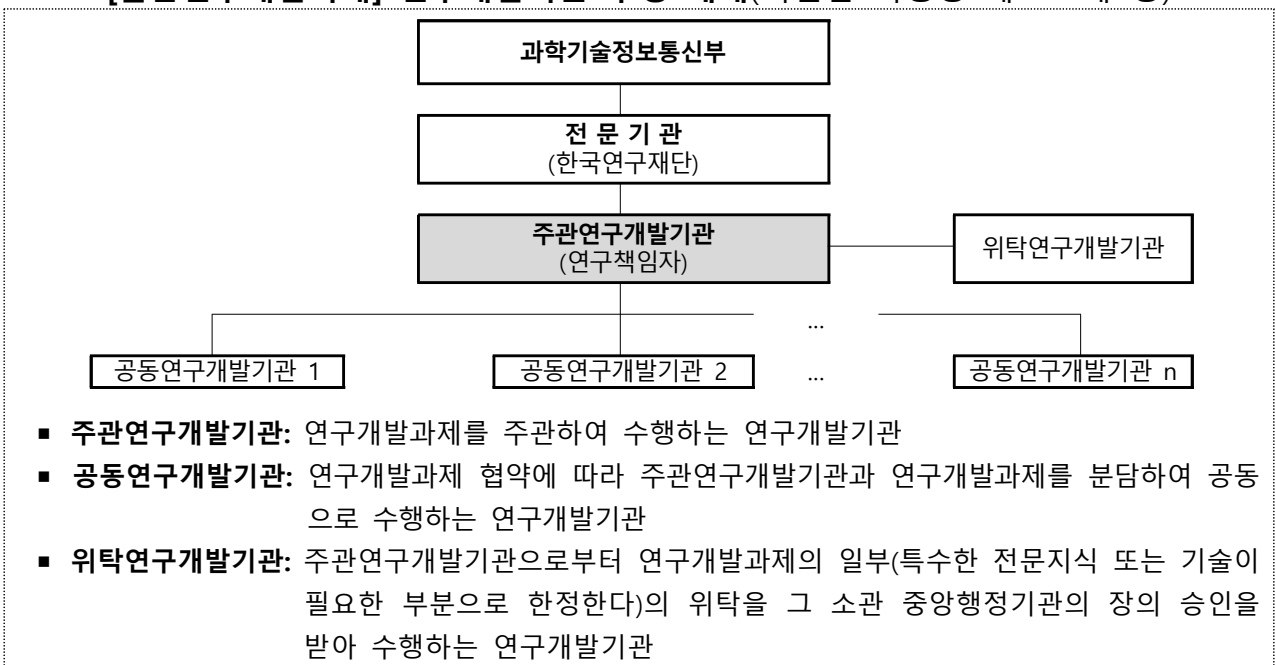 과학기술정보통신부
전 문 기 관
(한국연구재단)
주관연구개발기관
(연구책임자)
위탁연구개발기관
...
공동연구개발기관 1
공동연구개발기관 2
...
공동연구개발기관 n
▪ 주관연구개발기관: 연구개발과제를 주관하여 수행하는 연구개발기관
▪ 공동연구개발기관: 연구개발과제 협약에 따라 주관연구개발기관과 연구개발과제를 분담하여 공동
으로 수행하는 연구개발기관
▪ 위탁연구개발기관: 주관연구개발기관으로부터 연구개발과제의 일부(특수한 전문지식 또는 기술이
필요한 부분으로 한정한다)의 위탁을 그 소관 중앙행정기관의 장의 승인을
받아 수행하는 연구개발기관